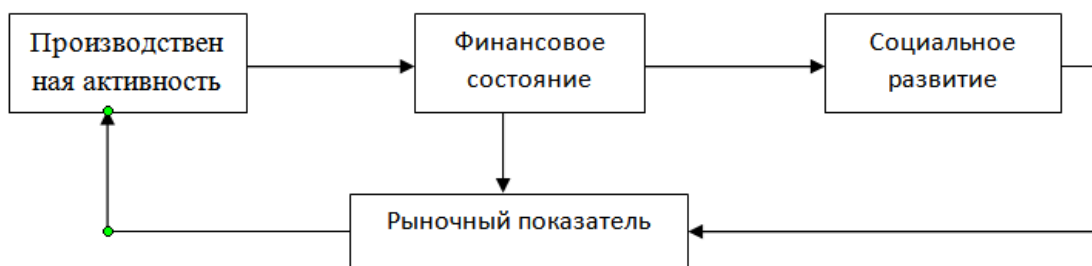 Производствен
ная активность
Финансовое
состояние
Социальное
развитие
Рыночный показатель